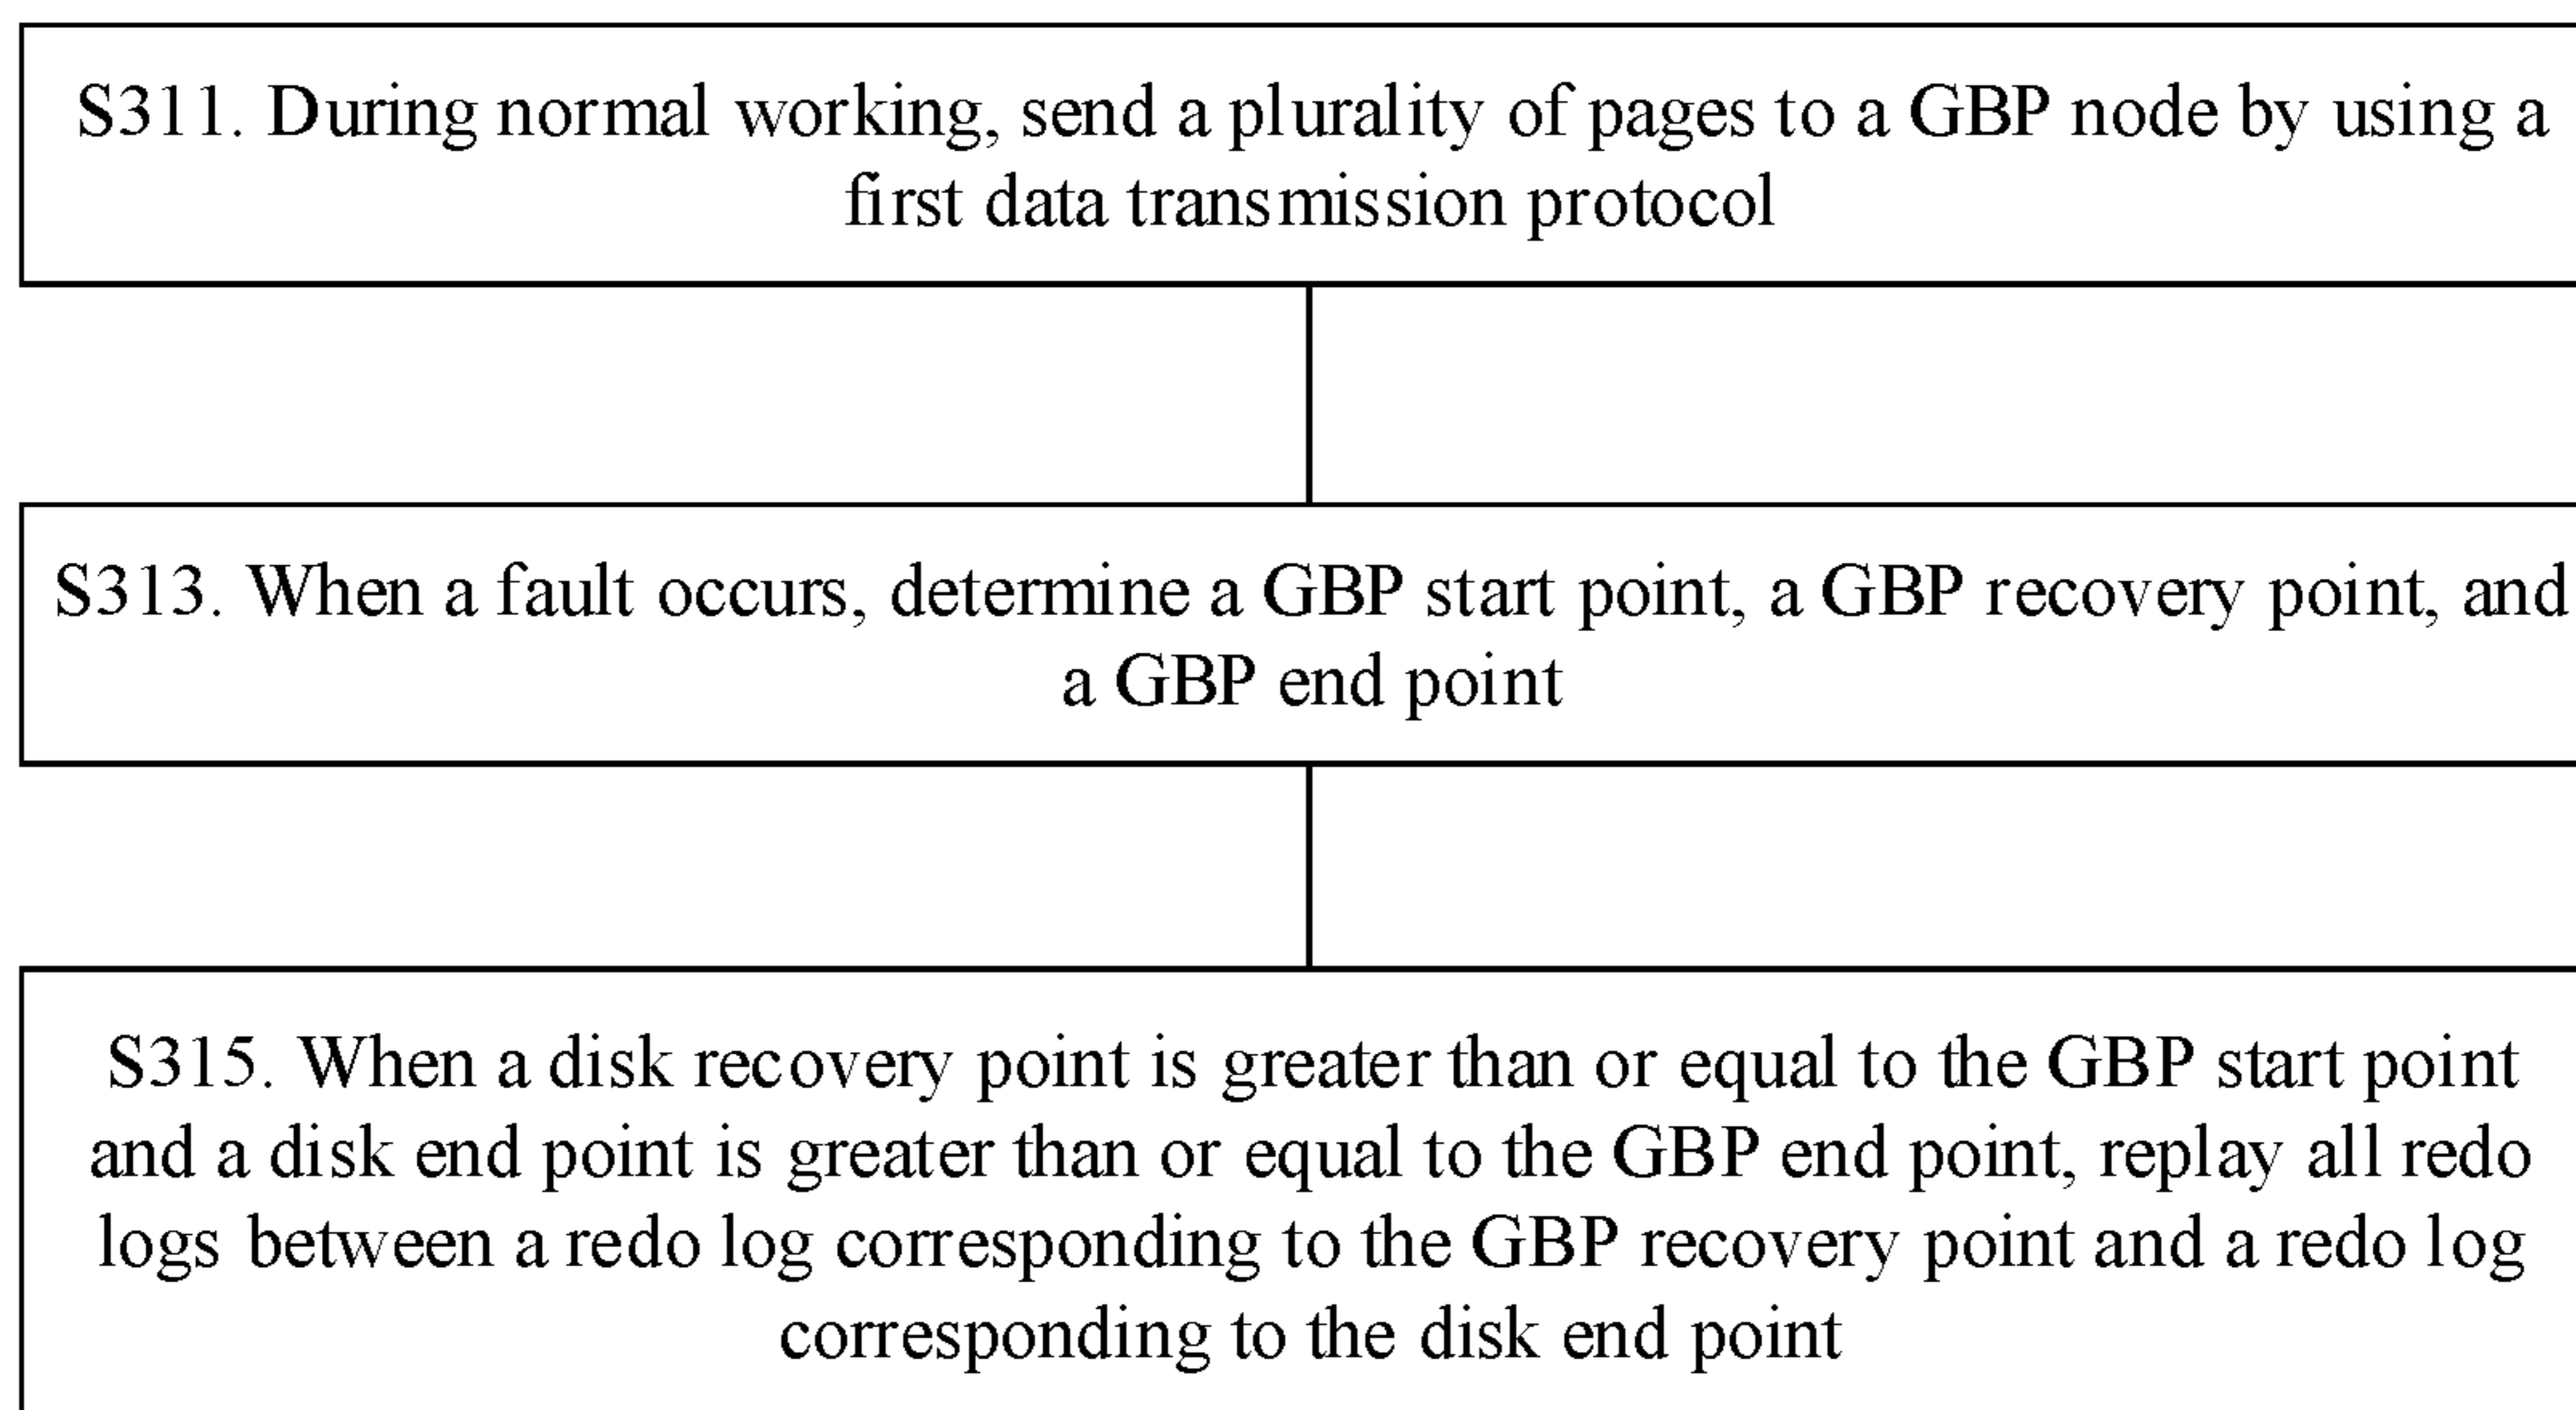 S311. During normal working, send a plurality of pages to a GBP node by using a
first data transmission protocol
S313. When a fault occurs, determine a GBP start point, a GBP recovery point, and
a GBP end point
S315. When a disk recovery point is greater than or equal to the GBP start point
and a disk end point is greater than or equal to the GBP end point, replay all redo
logs between a redo log corresponding to the GBP recovery point and a redo log
corresponding to the disk end point